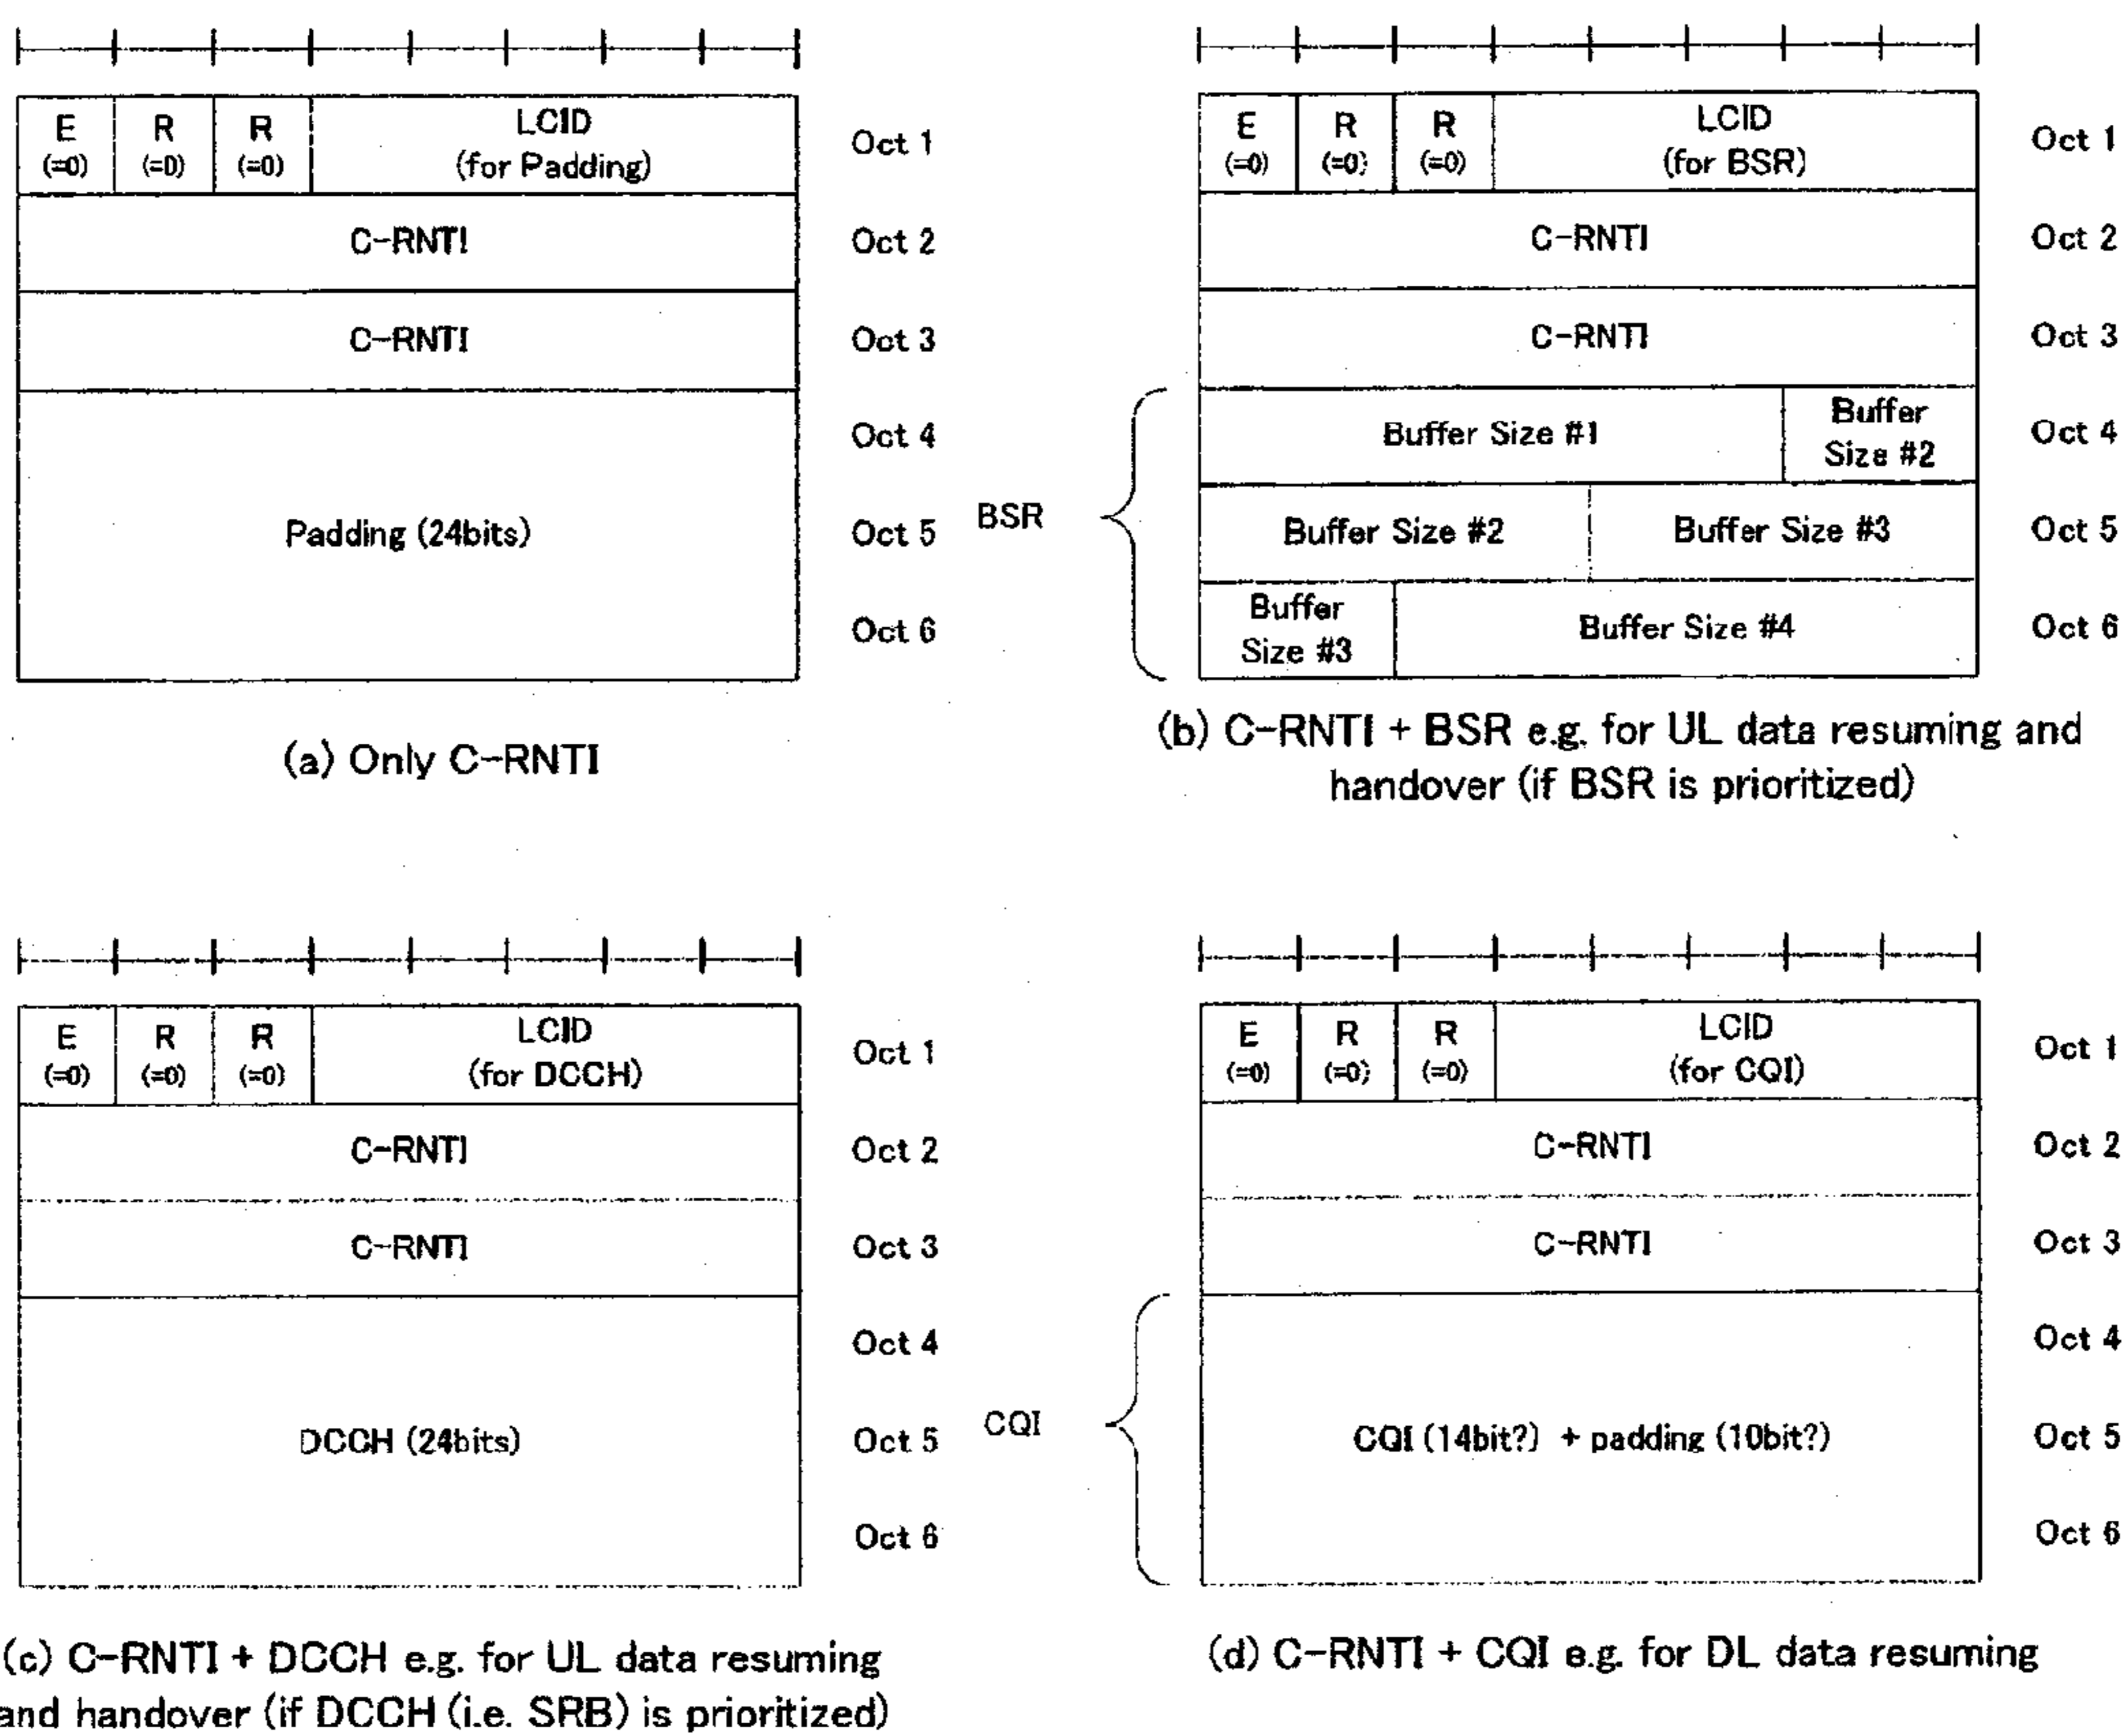 E
(=0)
R
(=0)
R
(=0)
LCID
(for Padding)
Oct 1
C-RNTI
Oct 2
C-RNTI
Oct 3
Padding (24bits)
Oct 4
Oct 5
Oct 6
(a) Only C-RNTI
E
(=0)
R
(=0)
R
(=0)
LCID
(for BSR)
Oct 1
C-RNTI
Oct 2
C-RNTI
Oct 3
BSR
Buffer Size #1
Buffer
Size #2
Oct 4
Buffer Size #2
Buffer Size #3
Oct 5
Buffer
Size #3
Buffer Size #4
Oct 6
(b) C-RNTI + BSR e.g. for UL data resuming and
handover (if BSR is prioritized)
E
(=0)
R
(=0)
R
(=0)
LCID
(for DCCH)
Oct 1
C-RNTI
Oct 2
C-RNTI
Oct 3
DCCH (24bits)
Oct 4
Oct 5
Oct 6
(c) C-RNTI + DCCH e.g. for UL data resuming
and handover (if DCCH (i.e. SRB) is prioritized)
E
(=0)
R
(=0)
R
(=0)
LCID
(for CQI)
Oct 1
C-RNTI
Oct 2
C-RNTI
Oct 3
CQI
CQI (14bit?) + padding (10bit?)
Oct 4
Oct 5
Oct 6
(d) C-RNTI + CQI e.g. for DL data resuming